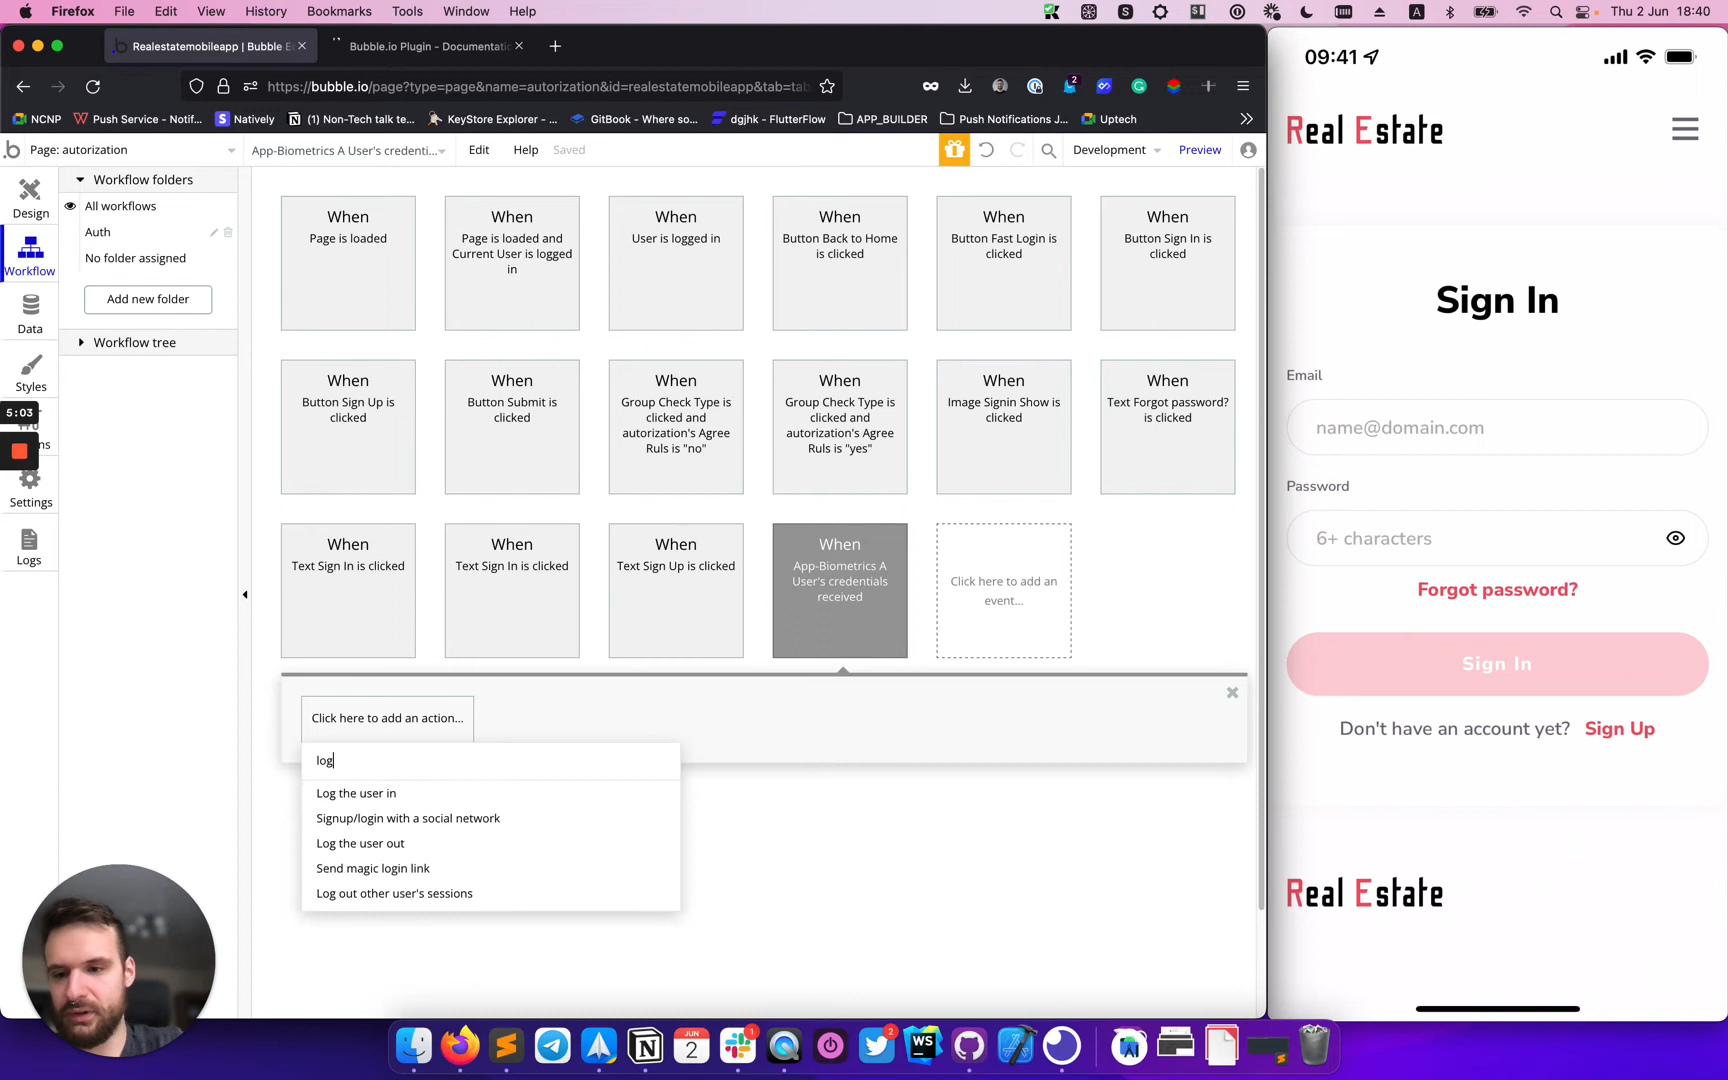 Firefox File Edit View History Bookmarks Tools Window Help
Thu 2 Jun 18:40
Realestatemobileapp | Bubble E
Bubble.io Plugin - Documentati
https://bubble.io/page?type=page&name=autorization&id=realestatemobileapp&tab=tab
2
NCNP
Push Service - Notif...
Natively
(1) Non-Tech talk te...
KeyStore Explorer - ...
GitBook - Where so...
dgjhk - FlutterFlow
APP_BUILDER
Push Notifications J...
Uptech
Page: autorization
App-Biometrics A User's credenti...
Edit
Help
Saved
Development
Preview
Design
Workflow
Data
Styles
5:03
ns
Settings
Logs
Workflow folders
All workflows
Auth
No folder assigned
Add new folder
Workflow tree
When
Page is loaded
When
Page is loaded and
Current User is logged
in
When
User is logged in
When
Button Back to Home
is clicked
When
Button Fast Login is
clicked
When
Button Sign In is
clicked
When
Button Sign Up is
clicked
When
Button Submit is
clicked
When
Group Check Type is
clicked and
autorization's Agree
Ruls is "no"
When
Group Check Type is
clicked and
autorization's Agree
Ruls is "yes"
When
Image Signin Show is
clicked
When
Text Forgot password?
is clicked
When
Text Sign In is clicked
When
Text Sign In is clicked
When
Text Sign Up is clicked
When
App-Biometrics A
User's credentials
received
Click here to add an
event...
Click here to add an action...
log
Log the user in
Signup/login with a social network
Log the user out
Send magic login link
Log out other user's sessions
09:41
Real Estate
Sign In
Email
name@domain.com
Password
6+ characters
Forgot password?
Sign In
Don't have an account yet? Sign Up
Real Estate
JUN
2
1
2
WS